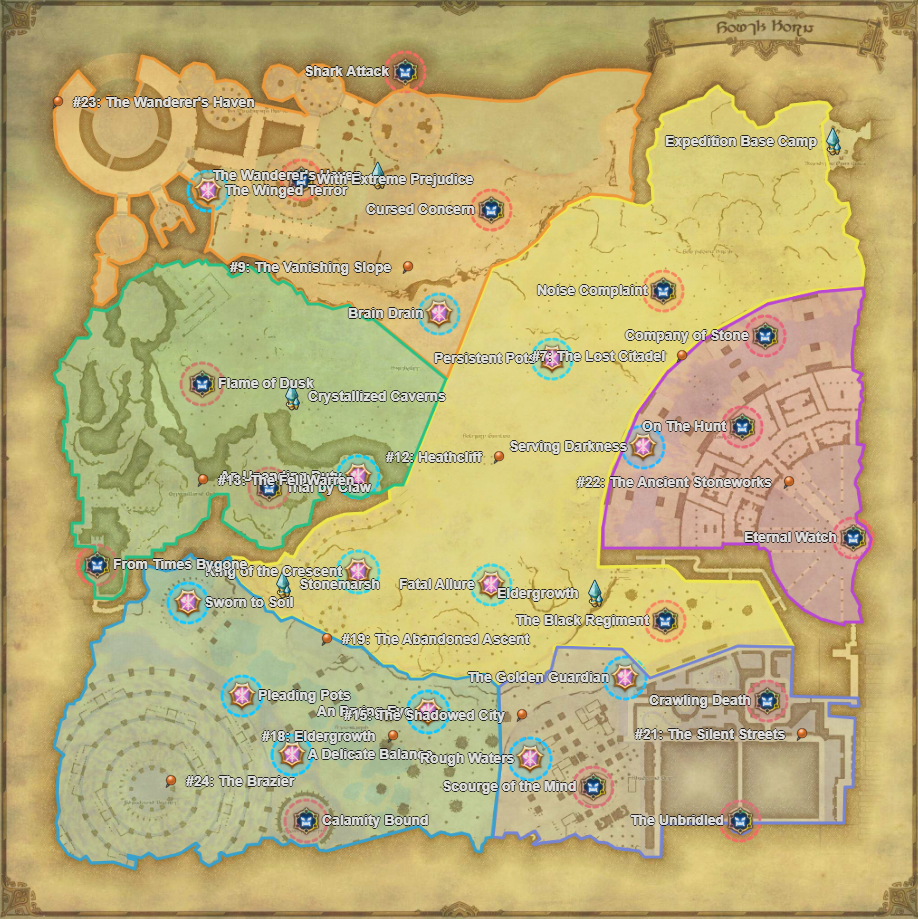 Shark Attack
#23: The Wanderer's Haven
Expedition Base Camp
The Wanderer's Haven
With Extreme Prejudice
The Winged Terror
Cursed Concern
#9: The Vanishing Slope
Noise Complaint
Brain Drain
Company of Stone
Persistent Pots
#7: The Lost Citadel
Flame of Dusk
Crystallized Caverns
On The Hunt
Serving Darkness
#12: Heathcliff
#13: The Fell Warren
Trial by Claw
#22: The Ancient Stoneworks
Eternal Watch
From Times Bygone
King of the Crescent
Stonemarsh
Fatal Allure
Eldergrowth
Sworn to Soil
The Black Regiment
#19: The Abandoned Ascent
The Golden Guardian
Pleading Pots
Crawling Death
#15: The Shadowed City
#18: Eldergrowth
#21: The Silent Streets
A Delicate Balance
Rough Waters
#24: The Brazier
Scourge of the Mind
Calamity Bound
The Unbridled